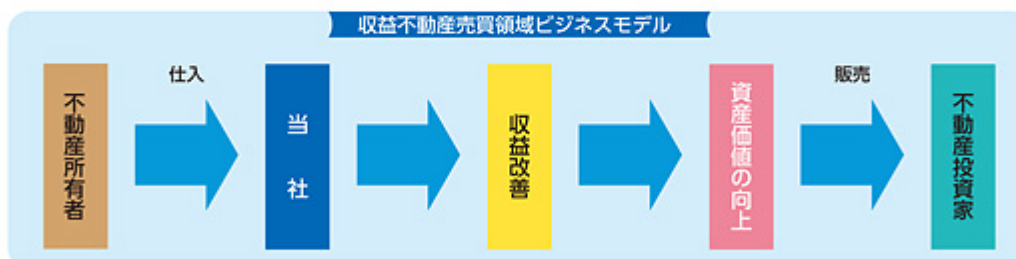 収益不動産売買領域ビジネスモデル
不動産所有者
仕入
当社
収益改善
資産価値の向上
販売
不動産投資家